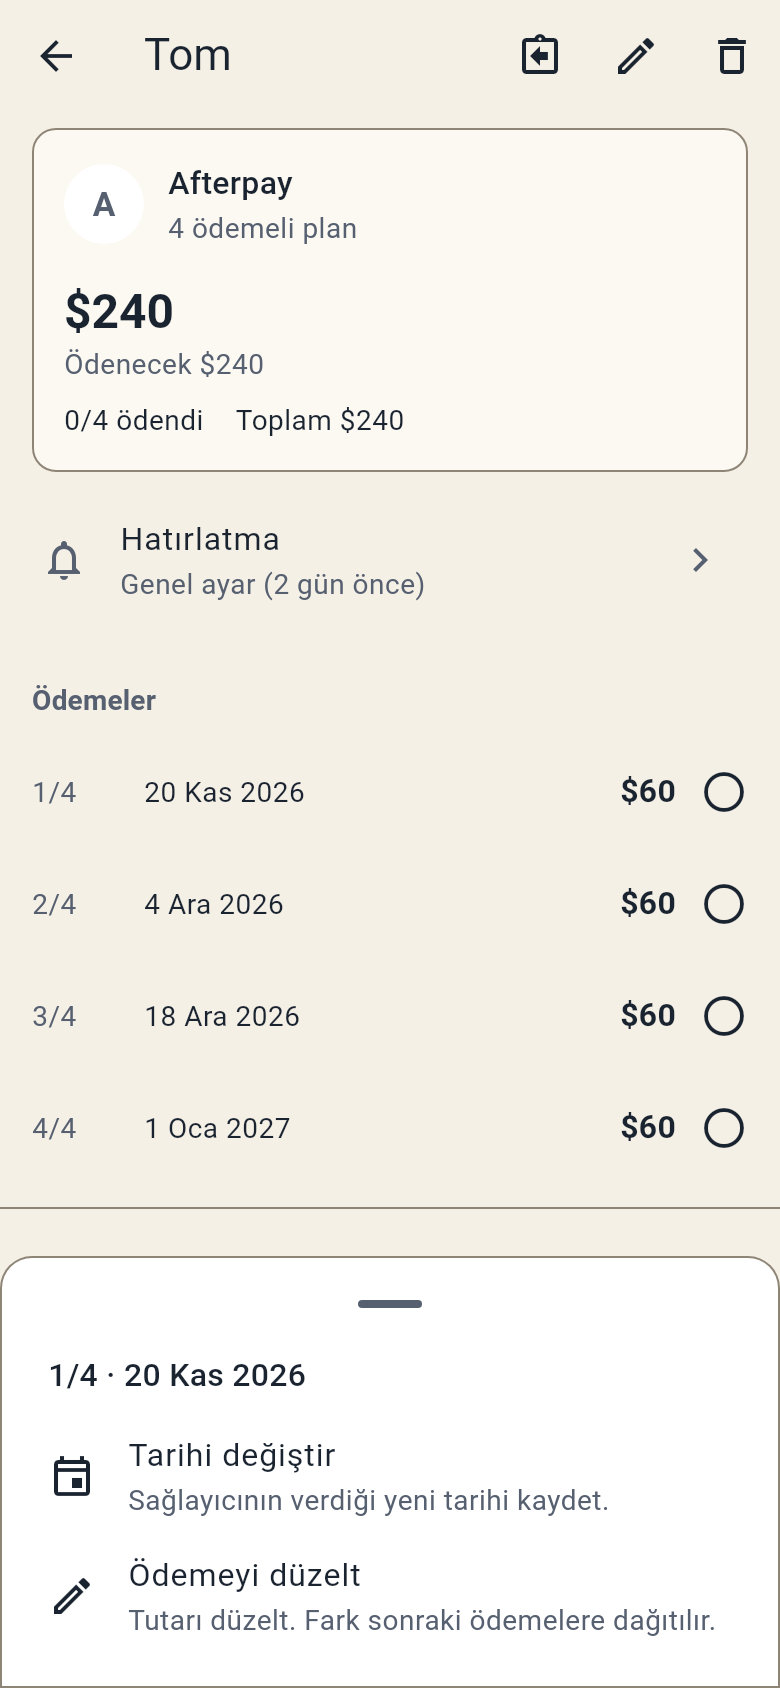 Tom
A
Afterpay
4 ödemeli plan
$240
Ödenecek $240
0/4 ödendi Toplam $240
Hatırlatma
Genel ayar (2 gün önce)
Ödemeler
1/4 20 Kas 2026 $60
2/4 4 Ara 2026 $60
3/4 18 Ara 2026 $60
4/4 1 Oca 2027 $60
1/4 · 20 Kas 2026
Tarihi değiştir
Sağlayıcının verdiği yeni tarihi kaydet.
Ödemeyi düzelt
Tutarı düzelt. Fark sonraki ödemelere dağıtılır.